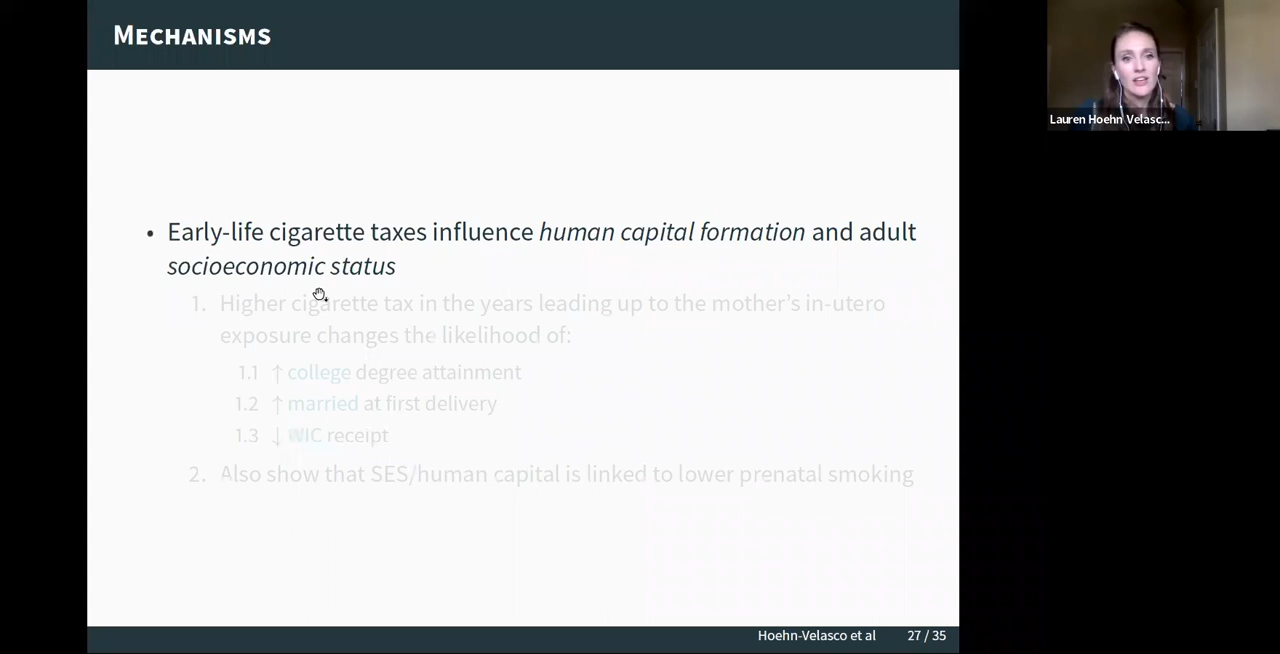 MECHANISMS
Lauren Hoehn Velasc...
• Early-life cigarette taxes influence human capital formation and adult
socioeconomic status
1. Higher cigarette tax in the years leading up to the mother's in-utero
exposure changes the likelihood of:
1.1 ↑ college degree attainment
1.2 ↑ married at first delivery
1.3 ↓ WIC receipt
2. Also show that SES/human capital is linked to lower prenatal smoking
Hoehn-Velasco et al 27 / 35